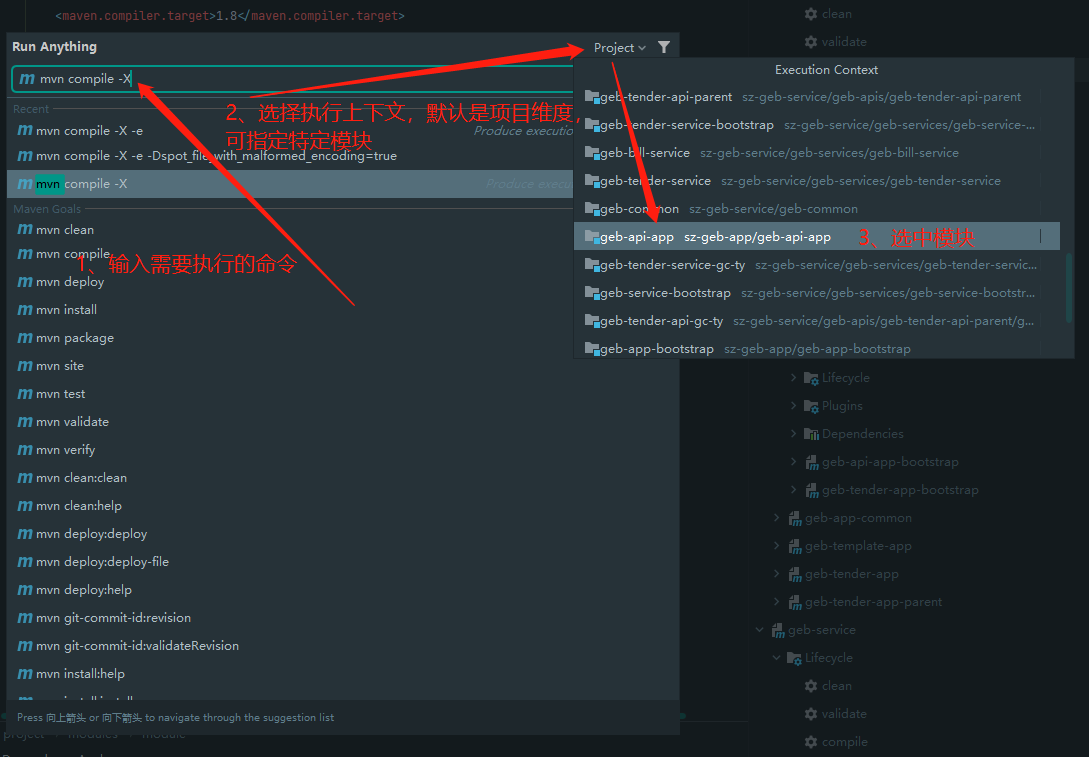 <maven.compiler.target>1.8</maven.compiler.target>
clean
validate
Run Anything
Project
mvn compile -X
Execution Context
Recent
mvn compile -X -e
Produce executio
mvn compile -X -e -Dspot_file_with_malformed_encoding=true
mvn compile -X
Produce execu
Maven Goals
mvn clean
mvn compile
mvn deploy
mvn install
mvn package
mvn site
mvn test
mvn validate
mvn verify
mvn clean:clean
mvn clean:help
mvn deploy:deploy
mvn deploy:deploy-file
mvn deploy:help
mvn git-commit-id:revision
mvn git-commit-id:validateRevision
mvn install:help
Press 向上箭头 or 向下箭头 to navigate through the suggestion list
1、输入需要执行的命令
2、选择执行上下文，默认是项目维度，
可指定特定模块
geb-tender-api-parent sz-geb-service/geb-apis/geb-tender-api-parent
geb-tender-service-bootstrap sz-geb-service/geb-services/geb-service-...
geb-bill-service sz-geb-service/geb-services/geb-bill-service
geb-tender-service sz-geb-service/geb-services/geb-tender-service
geb-common sz-geb-service/geb-common
geb-api-app sz-geb-app/geb-api-app
3、选中模块
geb-tender-service-gc-ty sz-geb-service/geb-services/geb-tender-servic...
geb-service-bootstrap sz-geb-service/geb-services/geb-service-bootstr...
geb-tender-api-gc-ty sz-geb-service/geb-apis/geb-tender-api-parent/g...
geb-app-bootstrap sz-geb-app/geb-app-bootstrap
Lifecycle
Plugins
Dependencies
geb-api-app-bootstrap
geb-tender-app-bootstrap
geb-app-common
geb-template-app
geb-tender-app
geb-tender-app-parent
geb-service
Lifecycle
clean
validate
compile
project modules module